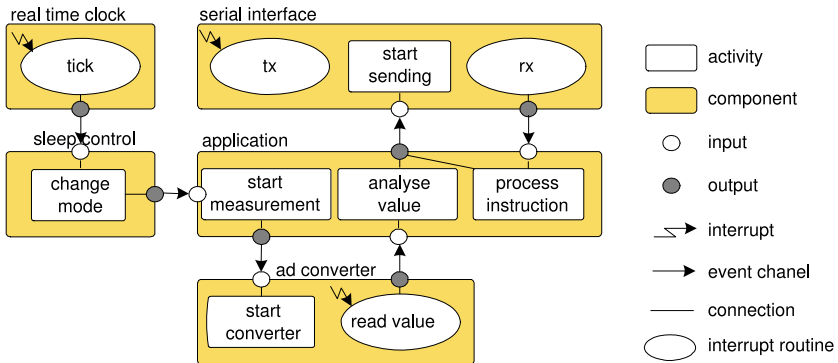 real time clock
serial interface
tick
tx
start
sending
rx
activity
component
sleep control
application
input
change
mode
start
measurement
analyse
value
process
instruction
output
interrupt
ad converter
event chanel
start
converter
read value
connection
interrupt routine